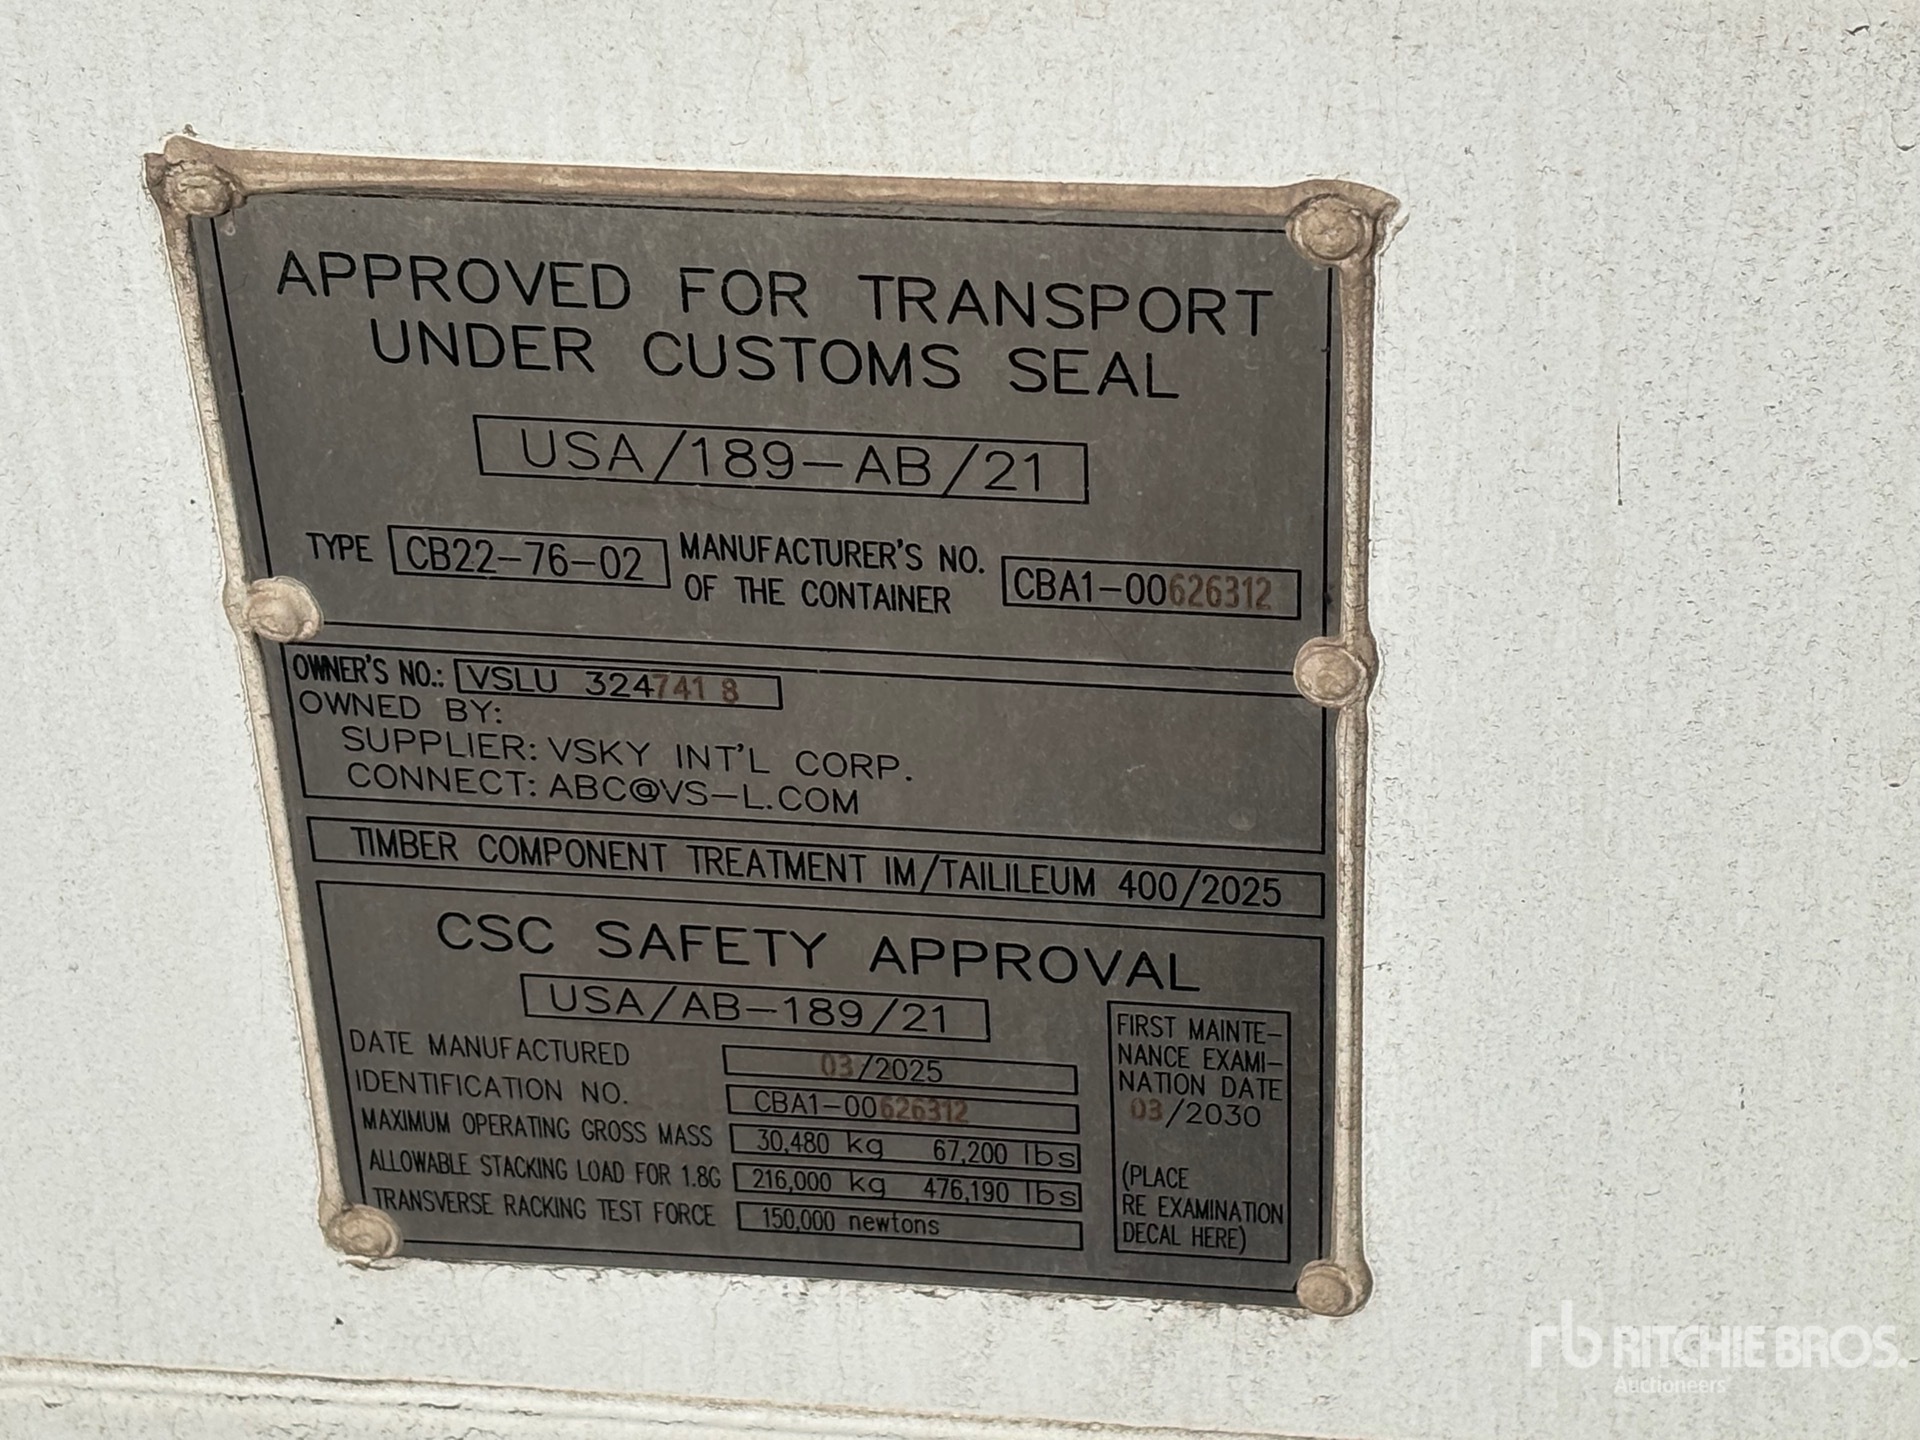 APPROVED FOR TRANSPORT
UNDER CUSTOMS SEAL
USA/189-AB/21
TYPE CB22-76-02 MANUFACTURER'S NO. OF THE CONTAINER CBA1-00626312
OWNER'S NO.: VSLU 324741 8
OWNED BY:
SUPPLIER: VSKY INT'L CORP.
CONNECT: ABC@VS-L.COM
TIMBER COMPONENT TREATMENT IM/TAILILEUM 400/2025
CSC SAFETY APPROVAL
USA/AB-189/21
DATE MANUFACTURED 03/2025
IDENTIFICATION NO. CBA1-00626312
MAXIMUM OPERATING GROSS MASS 30,480 kg 67,200 lbs
ALLOWABLE STACKING LOAD FOR 1.8G 216,000 kg 476,190 lbs
TRANSVERSE RACKING TEST FORCE 150,000 newtons
FIRST MAINTE-
NANCE EXAMI-
NATION DATE
03/2030
(PLACE
RE EXAMINATION
DECAL HERE)
rb RITCHIE BROS.
Auctioneers